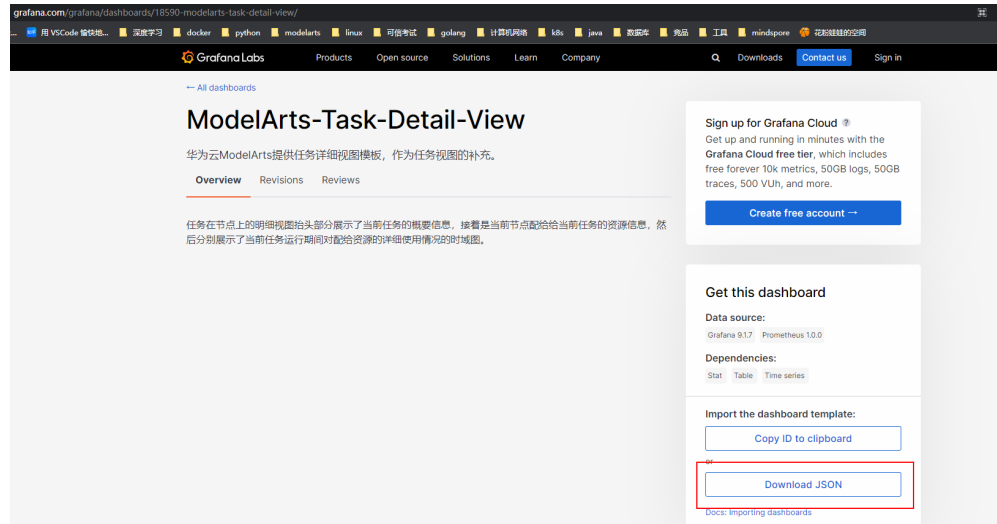 grafana.com/grafana/dashboards/18590-modelarts-task-detail-view/
... 用 VSCode 愉快地... 深度学习 docker python modelarts linux 可信考试 golang 计算机网络 k8s java 数据库 竞品 工具 mindspore 花粉蛙蛙的空间
Grafana Labs Products Open source Solutions Learn Company Downloads Contact us Sign in
← All dashboards
ModelArts-Task-Detail-View
华为云ModelArts提供任务详细视图模板，作为任务视图的补充。
Overview Revisions Reviews
任务在节点上的明细视图抬头部分展示了当前任务的概要信息，接着是当前节点配给给当前任务的资源信息，然
后分别展示了当前任务运行期间对配给资源的详细使用情况的时域图。
Sign up for Grafana Cloud ?
Get up and running in minutes with the
Grafana Cloud free tier, which includes
free forever 10k metrics, 50GB logs, 50GB
traces, 500 VUh, and more.
Create free account →
Get this dashboard
Data source:
Grafana 9.1.7 Prometheus 1.0.0
Dependencies:
Stat Table Time series
Import the dashboard template:
Copy ID to clipboard
or
Download JSON
Docs: Importing dashboards